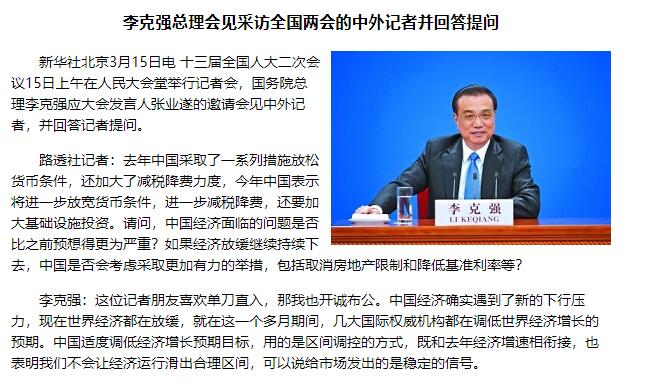 李克强总理会见采访全国两会的中外记者并回答提问
新华社北京3月15日电 十三届全国人大二次会
议15日上午在人民大会堂举行记者会，国务院总
理李克强应大会发言人张业遂的邀请会见中外记
者，并回答记者提问。
李克强
LI KEQIANG
路透社记者：去年中国采取了一系列措施放松
货币条件，还加大了减税降费力度，今年中国表示
将进一步放宽货币条件，进一步减税降费，还要加
大基础设施投资。请问，中国经济面临的问题是否
比之前预想得更为严重？如果经济放缓继续持续下
去，中国是否会考虑采取更加有力的举措，包括取消房地产限制和降低基准利率等？
李克强：这位记者朋友喜欢单刀直入，那我也开诚布公。中国经济确实遇到了新的下行压
力，现在世界经济都在放缓，就在这一个多月期间，几大国际权威机构都在调低世界经济增长的
预期。中国适度调低经济增长预期目标，用的是区间调控的方式，既和去年经济增速相衔接，也
表明我们不会让经济运行滑出合理区间，可以说给市场发出的是稳定的信号。